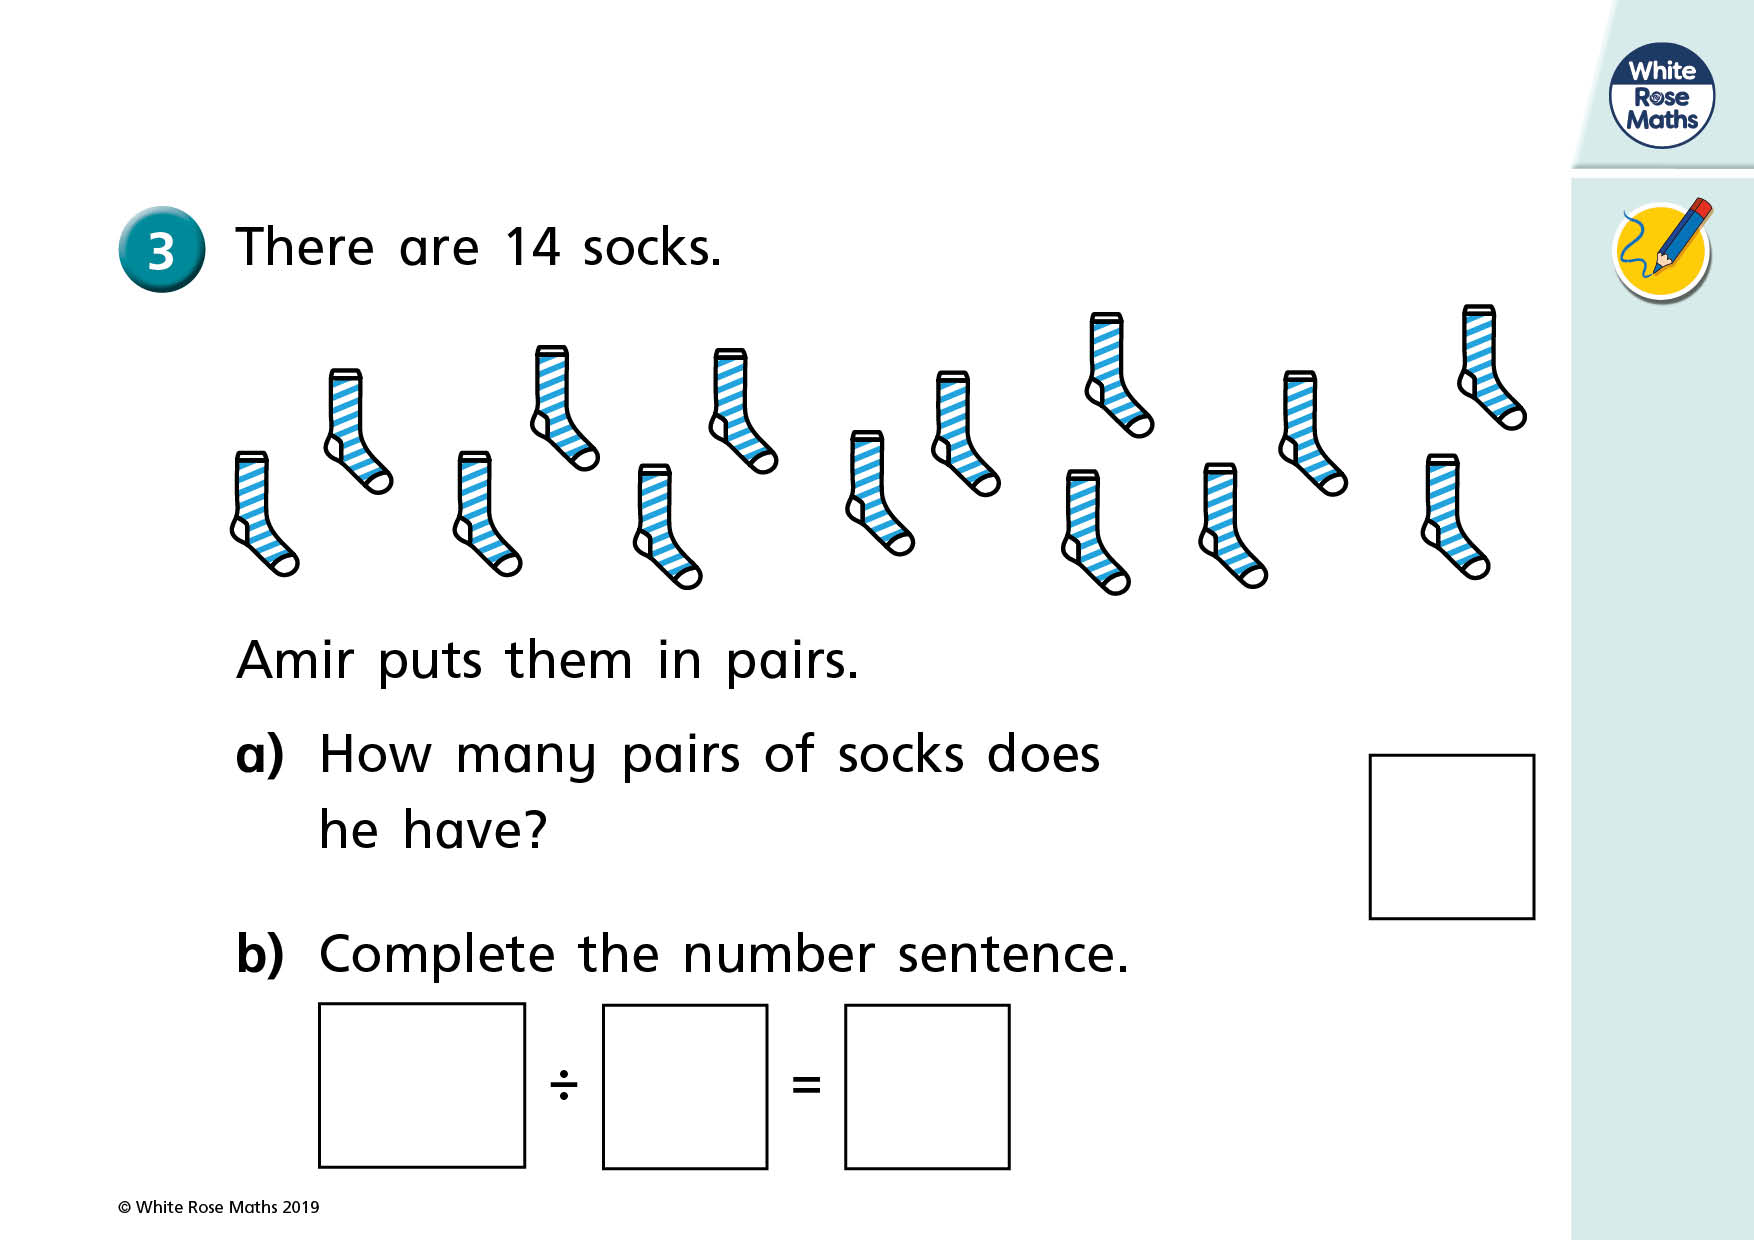 White
Rose
Maths
3 There are 14 socks.
Amir puts them in pairs.
a) How many pairs of socks does
he have?
b) Complete the number sentence.
÷ =
© White Rose Maths 2019